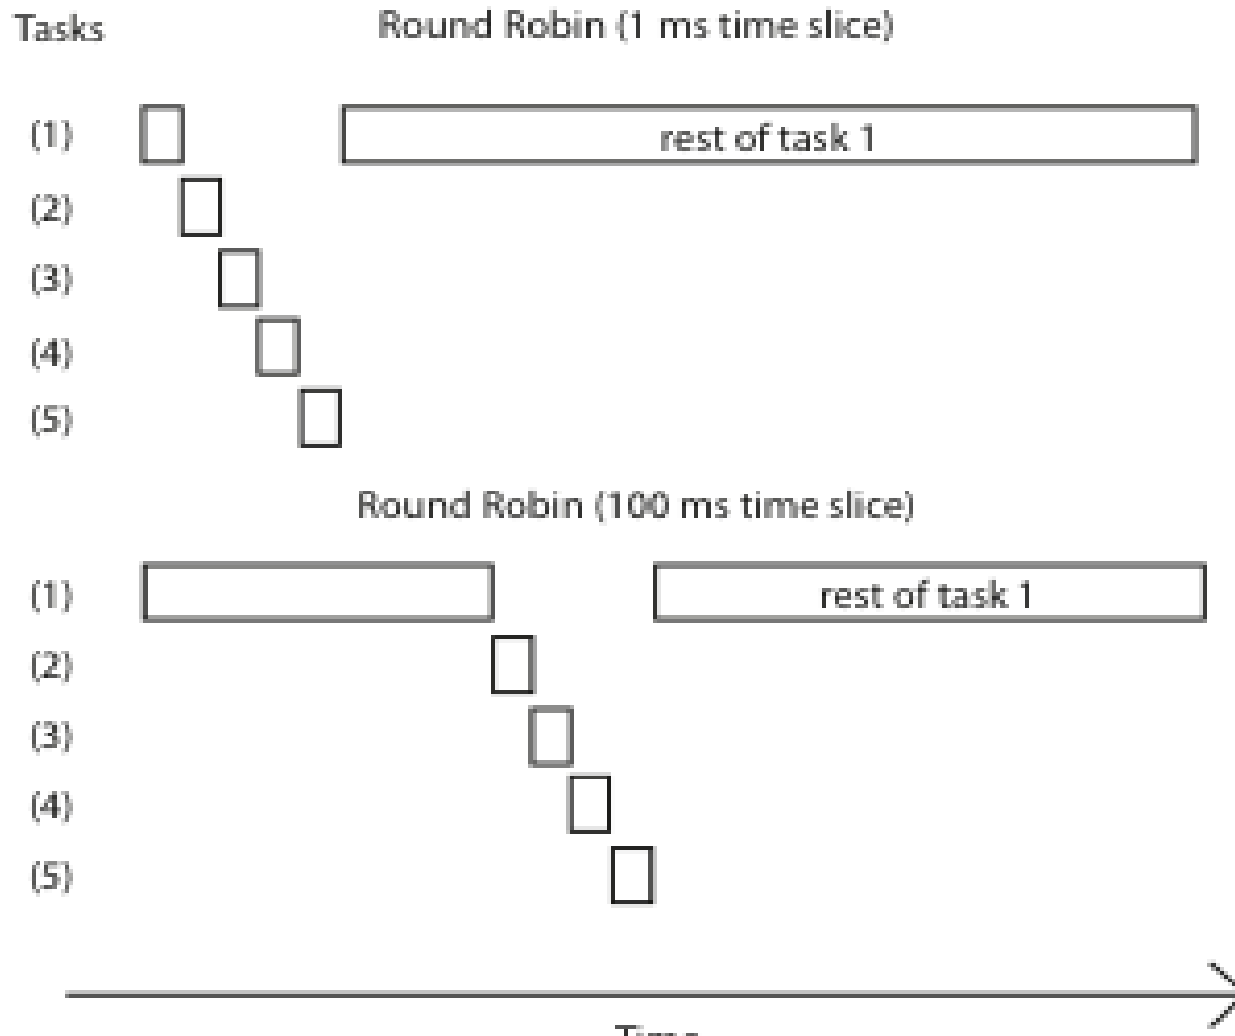 Tasks Round Robin (1 ms time slice)
(1) rest of task 1
(2)
(3)
(4)
(5)
Round Robin (100 ms time slice)
(1) rest of task 1
(2)
(3)
(4)
(5)
Time